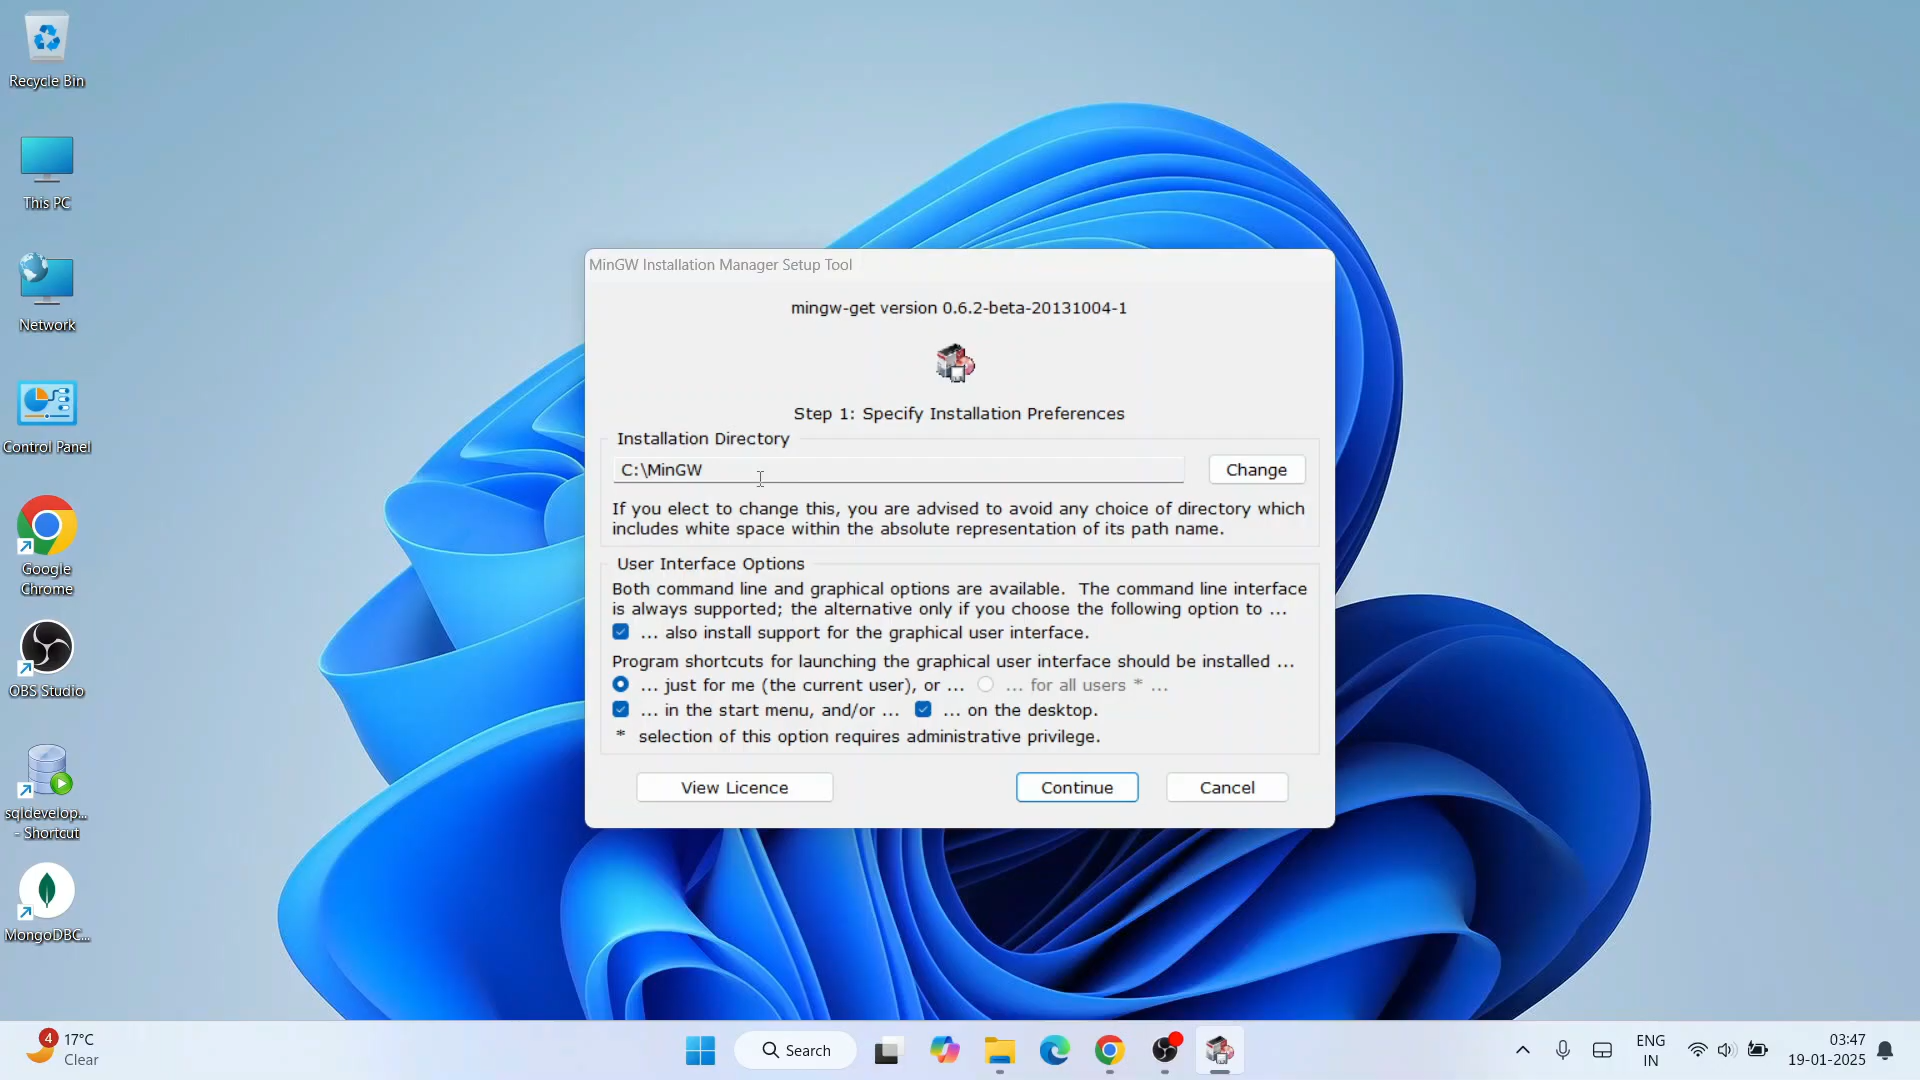 Recycle Bin
This PC
Network
Control Panel
Google
Chrome
OBS Studio
sqldevelop...
- Shortcut
MongoDBC...
MinGW Installation Manager Setup Tool
mingw-get version 0.6.2-beta-20131004-1
Step 1: Specify Installation Preferences
Installation Directory
C:\MinGW
Change
If you elect to change this, you are advised to avoid any choice of directory which
includes white space within the absolute representation of its path name.
User Interface Options
Both command line and graphical options are available. The command line interface
is always supported; the alternative only if you choose the following option to ...
... also install support for the graphical user interface.
Program shortcuts for launching the graphical user interface should be installed ...
... just for me (the current user), or ... ... for all users * ...
... in the start menu, and/or ... ... on the desktop.
* selection of this option requires administrative privilege.
View Licence
Continue
Cancel
4
17°C
Clear
Search
ENG
IN
03:47
19-01-2025